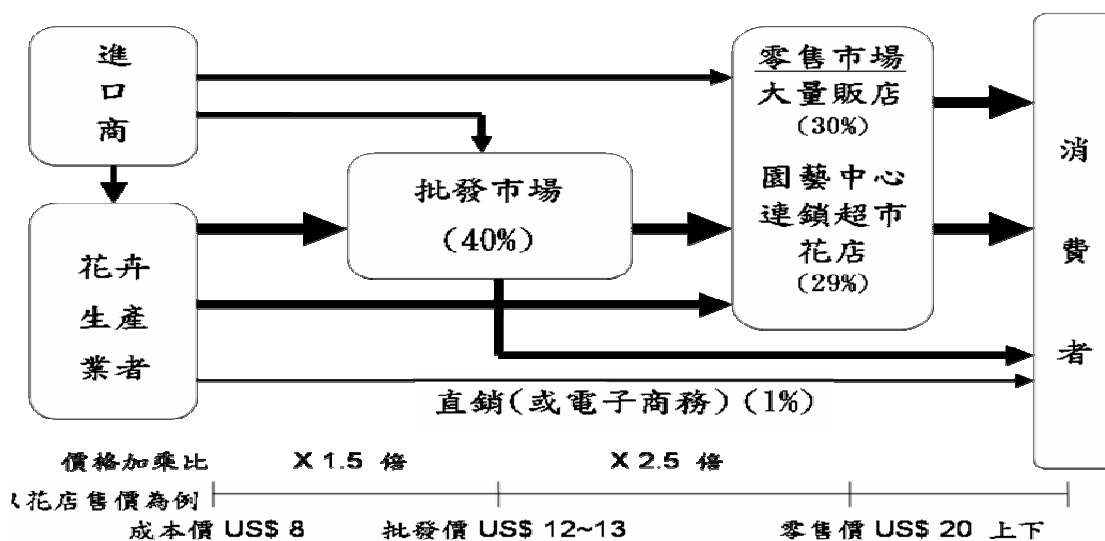 進口商
花卉生產業者
批發市場
(40%)
零售市場
大量販店
(30%)
園藝中心
連鎖超市
花店
(29%)
消費者
直銷(或電子商務)(1%)
價格加乘比 X 1.5 倍 X 2.5 倍
花店售價為例
成本價 US$ 8 批發價 US$ 12~13 零售價 US$ 20 上下